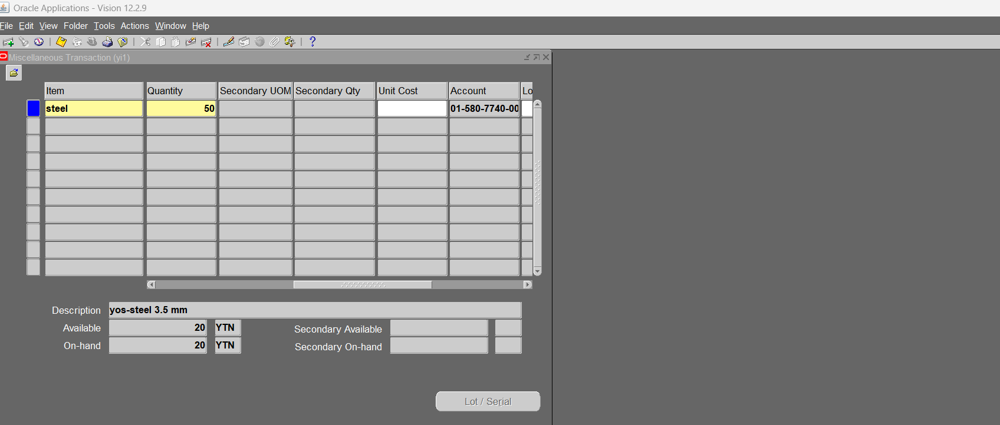 Oracle Applications - Vision 12.2.9
File Edit View Folder Tools Actions Window Help
Miscellaneous Transaction (yi1)
Item Quantity Secondary UOM Secondary Qty Unit Cost Account Lo
steel 50 01-580-7740-00
Description yos-steel 3.5 mm
Available 20 YTN Secondary Available
On-hand 20 YTN Secondary On-hand
Lot / Serial